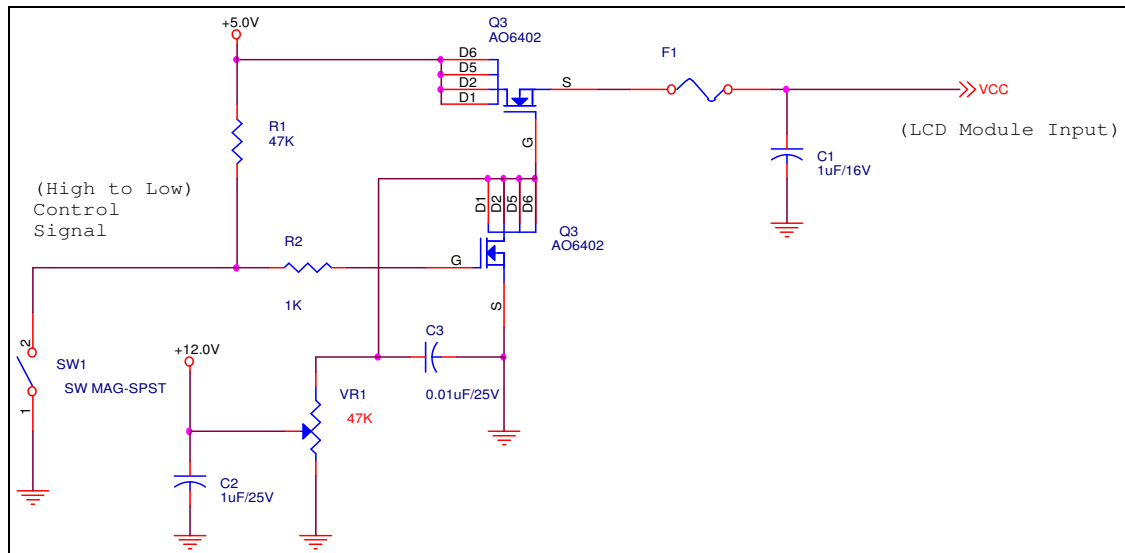 +5.0V
Q3
AO6402
D6
D5
D2
D1
S
G
F1
VCC
(LCD Module Input)
R1
47K
C1
1uF/16V
(High to Low)
Control
Signal
D1
D2
D5
D6
Q3
AO6402
R2
1K
G
S
+12.0V
C3
0.01uF/25V
2
SW1
SW MAG-SPST
1
VR1
47K
C2
1uF/25V